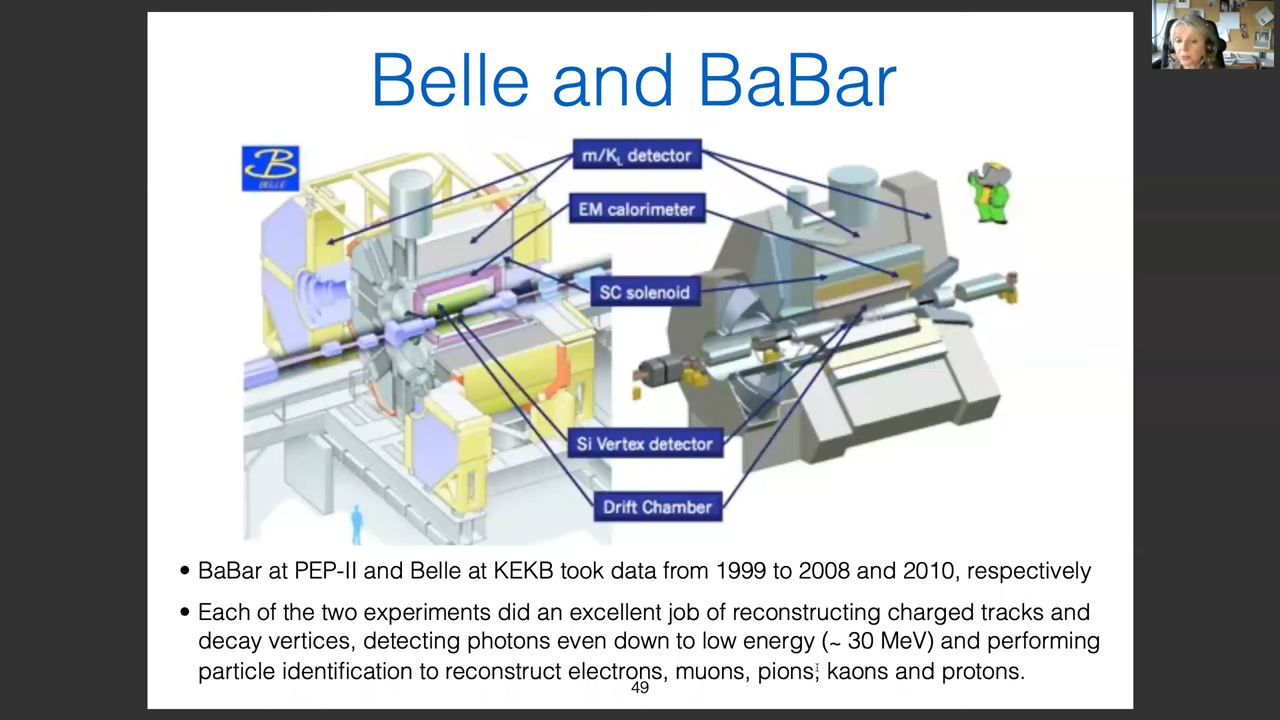 Belle and BaBar
B
BELLE
m/KL detector
EM calorimeter
SC solenoid
Si Vertex detector
Drift Chamber
• BaBar at PEP-II and Belle at KEKB took data from 1999 to 2008 and 2010, respectively
• Each of the two experiments did an excellent job of reconstructing charged tracks and
decay vertices, detecting photons even down to low energy (~ 30 MeV) and performing
particle identification to reconstruct electrons, muons, pions, kaons and protons.
49